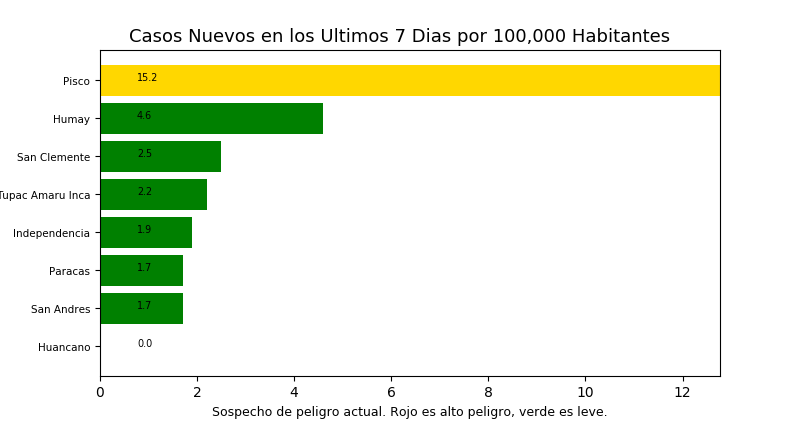 Casos Nuevos en los Ultimos 7 Dias por 100,000 Habitantes
Pisco 15.2
Humay 4.6
San Clemente 2.5
Tupac Amaru Inca 2.2
Independencia 1.9
Paracas 1.7
San Andres 1.7
Huancano 0.0
0 2 4 6 8 10 12
Sospecho de peligro actual. Rojo es alto peligro, verde es leve.